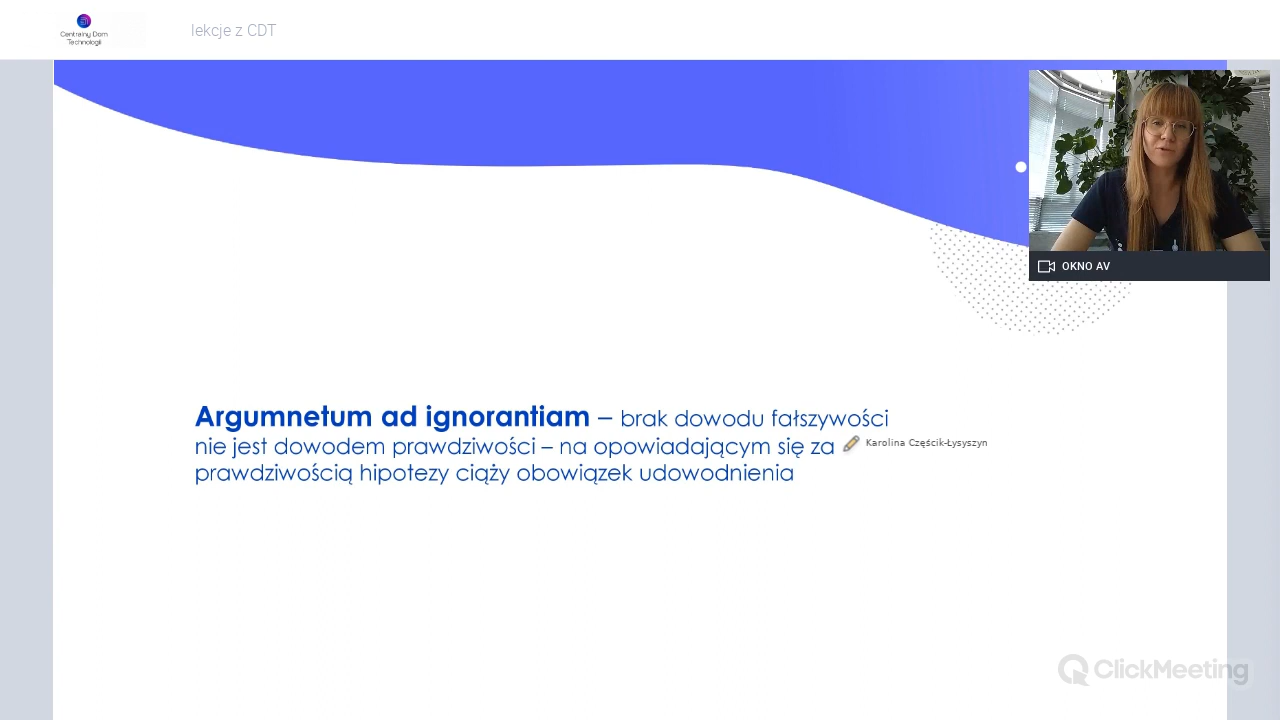 Centralny Dom
Technologii
lekcje z CDT
OKNO AV
Argumnetum ad ignorantiam – brak dowodu fałszywości
nie jest dowodem prawdziwości – na opowiadającym się za
Karolina Częścik-Łysyszyn
prawdziwością hipotezy ciąży obowiązek udowodnienia
ClickMeeting